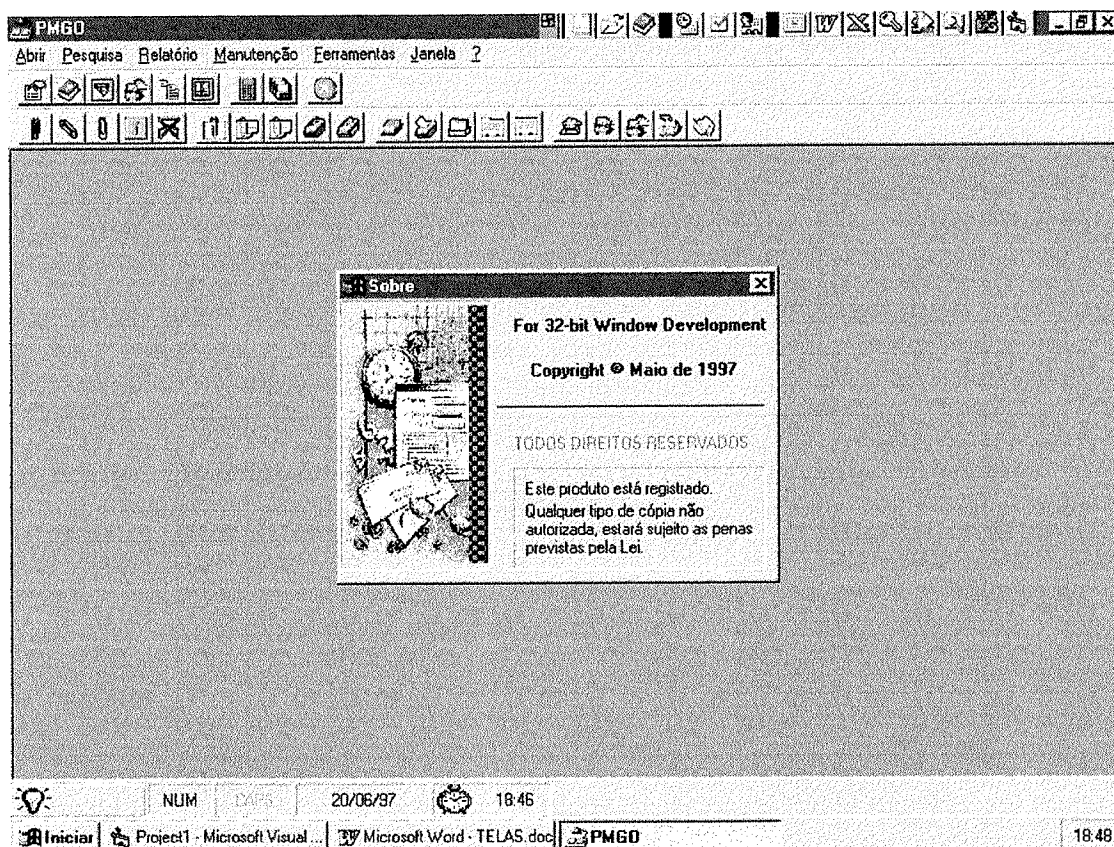 PMGO
Abrir Pesquisa Relatório Manutenção Ferramentas Janela ?
Sobre
For 32-bit Window Development
Copyright © Maio de 1997
TODOS DIREITOS RESERVADOS
Este produto está registrado.
Qualquer tipo de cópia não
autorizada, estará sujeito as penas
previstas pela Lei.
NUM CAPS 20/06/97 18:46
Iniciar Project1 - Microsoft Visual ... Microsoft Word - TELAS.doc PMGO 18:48